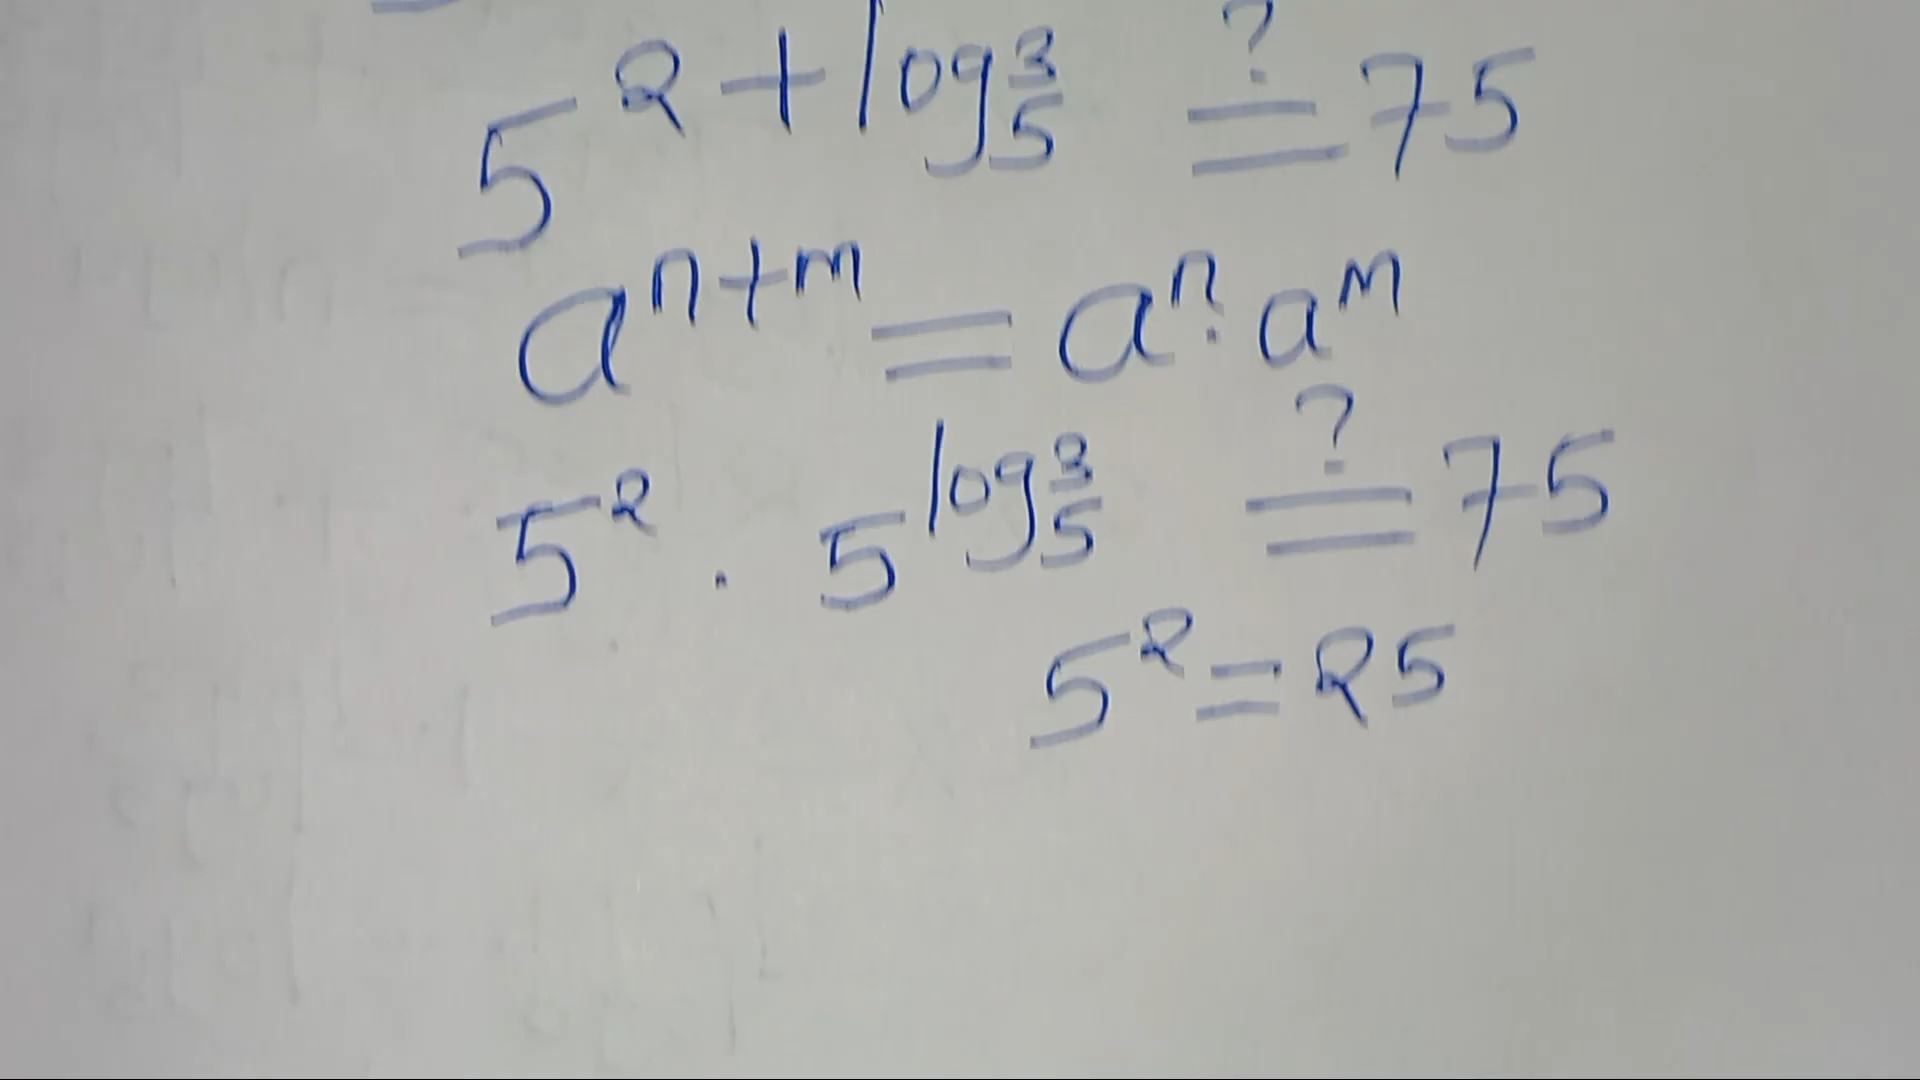 5^2+log_5^3 ?= 75
a^n+m = a^n · a^m
5^2 · 5^log_5^3 ?= 75
5^2 = 25